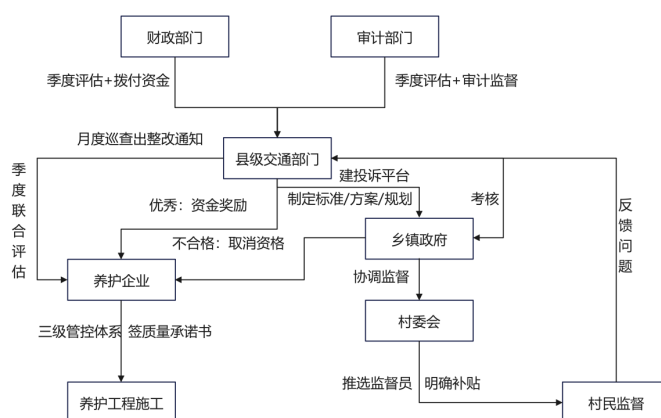 财政部门
审计部门
季度评估+拨付资金
季度评估+审计监督
月度巡查出整改通知
县级交通部门
建投诉平台
季度联合评估
优秀：资金奖励
制定标准/方案/规划
考核
反馈问题
不合格：取消资格
乡镇政府
养护企业
协调监督
村委会
三级管控体系 签质量承诺书
推选监督员 明确补贴
养护工程施工
村民监督